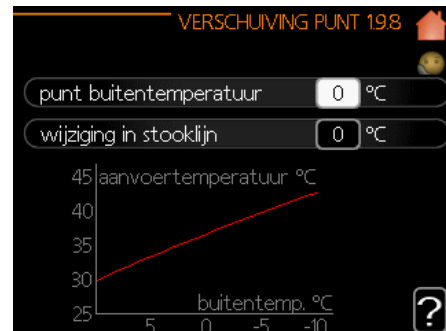 VERSCHUIVING PUNT 1.9.8
punt buitentemperatuur 0 °C
wijziging in stooklijn 0 °C
45 aanvoertemperatuur °C
40
35
30
buitentemp. °C
25
5 0 -5 -10
?